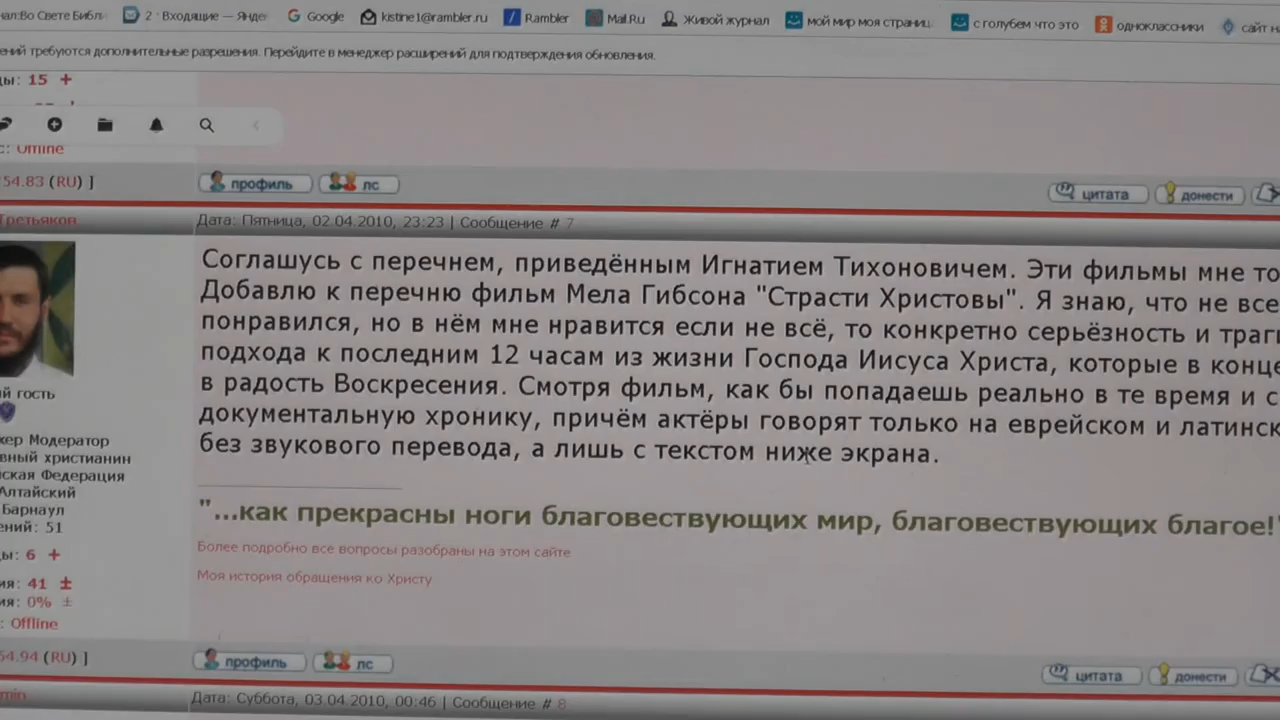 нал:Во Свете Библ 2 · Входящие — Янде Google kistine1@rambler.ru Rambler Mail.Ru Живой журнал мой мир моя страниц с голубем что это одноклассники сайт на
ений требуются дополнительные разрешения. Перейдите в менеджер расширений для подтверждения обновления.
ды: 15 ±
с: Offline
54.83 (RU) ]
профиль лс цитата донести
Третьяков Дата: Пятница, 02.04.2010, 23:23 | Сообщение # 7
Соглашусь с перечнем, приведённым Игнатием Тихоновичем. Эти фильмы мне то
Добавлю к перечню фильм Мела Гибсона "Страсти Христовы". Я знаю, что не все
понравился, но в нём мне нравится если не всё, то конкретно серьёзность и траги
подхода к последним 12 часам из жизни Господа Иисуса Христа, которые в конце
в радость Воскресения. Смотря фильм, как бы попадаешь реально в те время и с
документальную хронику, причём актёры говорят только на еврейском и латинск
без звукового перевода, а лишь с текстом ниже экрана.
"...как прекрасны ноги благовествующих мир, благовествующих благое!"
Более подробно все вопросы разобраны на этом сайте
Моя история обращения ко Христу
й гость
кер Модератор
вный христианин
ская Федерация
Алтайский
Барнаул
ений: 51
ды: 6 +
ия: 41 ±
ия: 0% ±
: Offline
54.94 (RU) ]
профиль лс цитата донести
min Дата: Суббота, 03.04.2010, 00:46 | Сообщение # 8